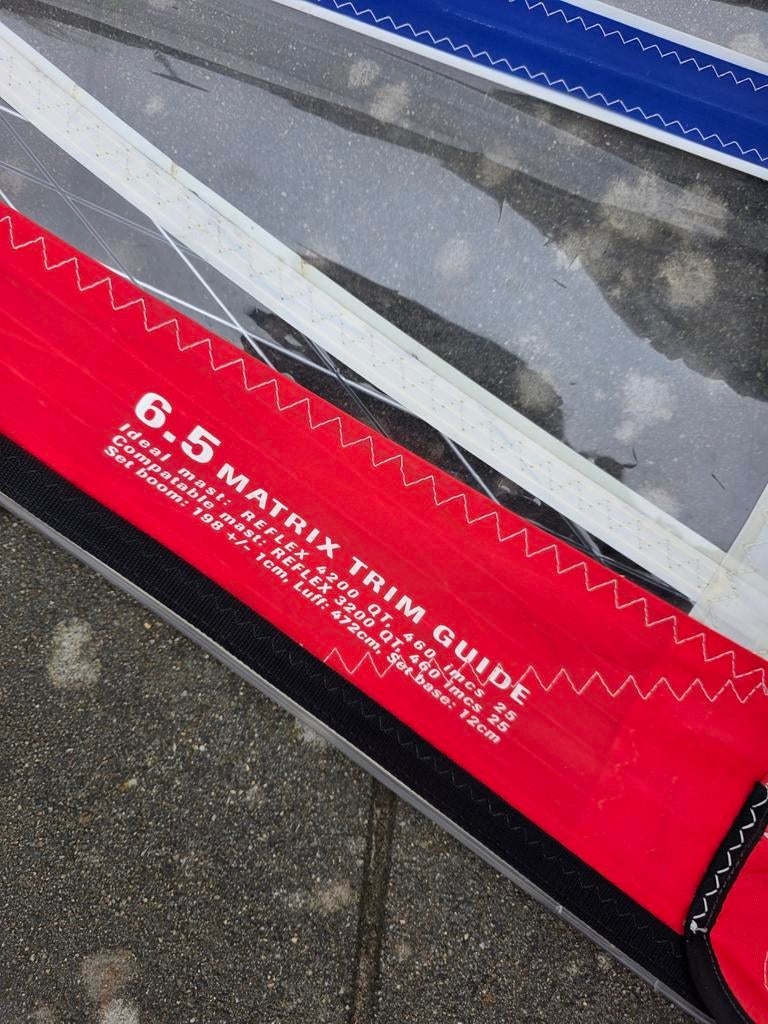 6.5 MATRIX TRIM GUIDE
Ideal mast: REFLEX 4200 QT, 460 imcs 25
Compatable mast: REFLEX 3200 QT, 460 Imcs 25
Set boom: 198 +/- 1cm, Luff: 472cm, Set base: 12cm